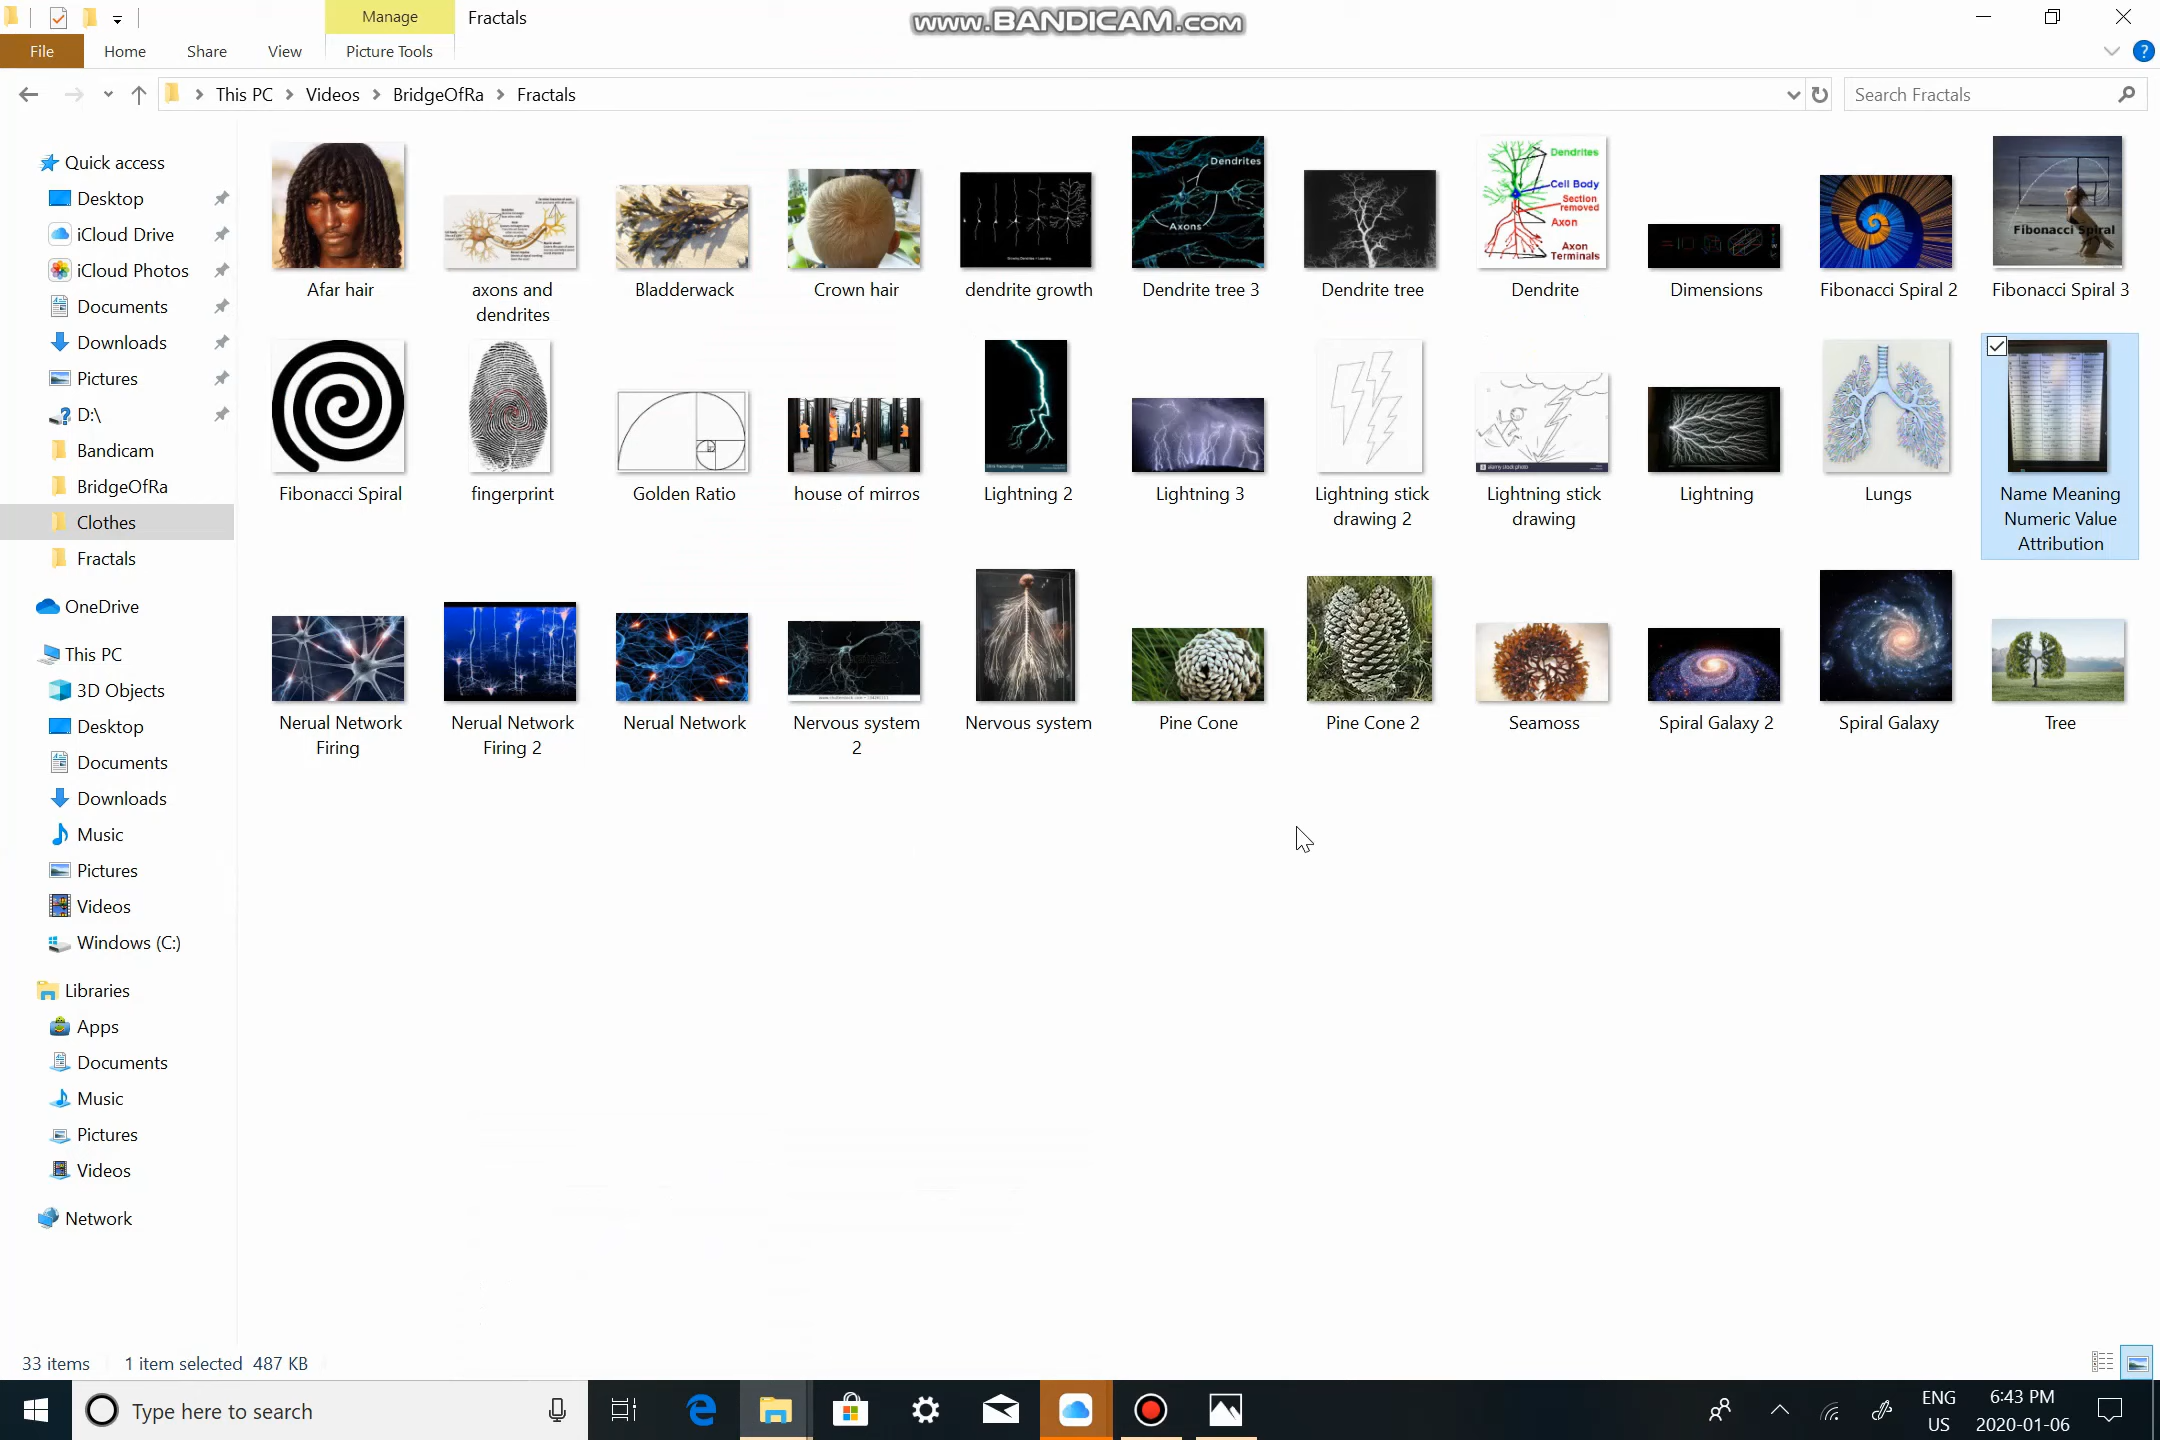 Manage
Fractals
www.BANDICAM.com
File
Home
Share
View
Picture Tools
This PC
Videos
BridgeOfRa
Fractals
Search Fractals
Quick access
Desktop
iCloud Drive
iCloud Photos
Documents
Downloads
Pictures
D:\
Bandicam
BridgeOfRa
Clothes
Fractals
OneDrive
This PC
3D Objects
Desktop
Documents
Downloads
Music
Pictures
Videos
Windows (C:)
Libraries
Apps
Documents
Music
Pictures
Videos
Network
Dendrites
Axons
Dendrites
Cell Body
Section
removed
Axon
Axon
Terminals
Fibonacci Spiral
Afar hair
axons and
dendrites
Bladderwack
Crown hair
dendrite growth
Dendrite tree 3
Dendrite tree
Dendrite
Dimensions
Fibonacci Spiral 2
Fibonacci Spiral 3
Fibonacci Spiral
fingerprint
Golden Ratio
house of mirros
Lightning 2
Lightning 3
Lightning stick
drawing 2
Lightning stick
drawing
Lightning
Lungs
Name Meaning
Numeric Value
Attribution
Nerual Network
Firing
Nerual Network
Firing 2
Nerual Network
Nervous system
2
Nervous system
Pine Cone
Pine Cone 2
Seamoss
Spiral Galaxy 2
Spiral Galaxy
Tree
33 items
1 item selected 487 KB
Type here to search
ENG
US
6:43 PM
2020-01-06